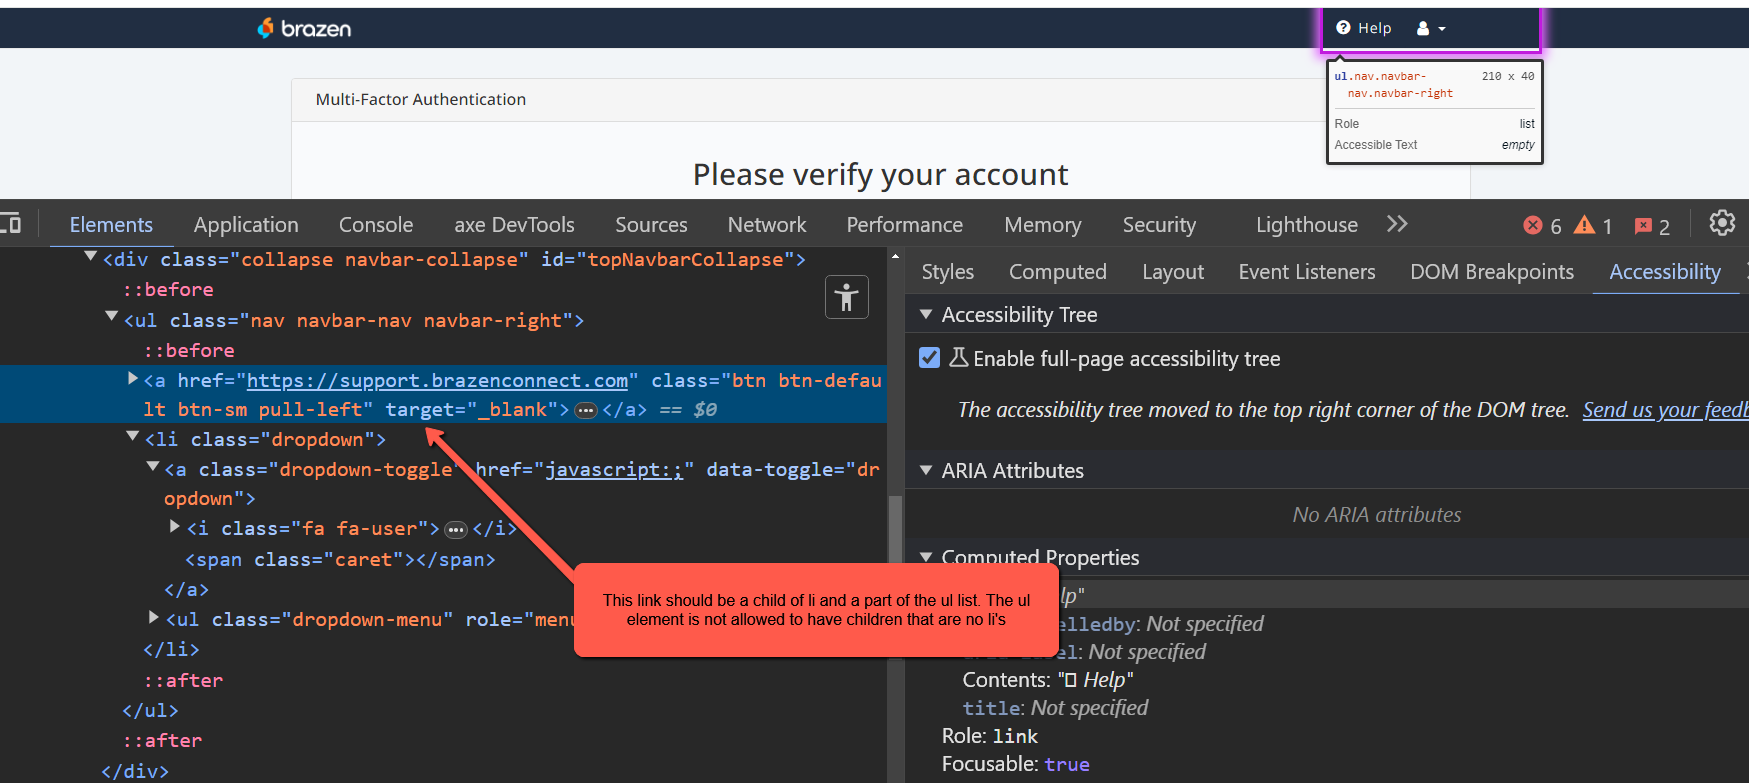 brazen
Help
ul.nav.navbar-
nav.navbar-right
210 x 40
Role
list
Accessible Text
empty
Multi-Factor Authentication
Please verify your account
Elements Application Console axe DevTools Sources Network Performance Memory Security Lighthouse 6 1 2
<div class="collapse navbar-collapse" id="topNavbarCollapse">
::before
<ul class="nav navbar-nav navbar-right">
::before
<a href="https://support.brazenconnect.com" class="btn btn-defau
lt btn-sm pull-left" target="_blank">…</a> == $0
<li class="dropdown">
<a class="dropdown-toggle" href="javascript:;" data-toggle="dr
opdown">
<i class="fa fa-user">…</i>
<span class="caret"></span>
</a>
<ul class="dropdown-menu" role="menu
</li>
::after
</ul>
::after
</div>
This link should be a child of li and a part of the ul list. The ul
element is not allowed to have children that are no li's
Styles Computed Layout Event Listeners DOM Breakpoints Accessibility
Accessibility Tree
Enable full-page accessibility tree
The accessibility tree moved to the top right corner of the DOM tree. Send us your feedb
ARIA Attributes
No ARIA attributes
Computed Properties
lp"
elledby: Not specified
el: Not specified
Contents: "▯ Help"
title: Not specified
Role: link
Focusable: true